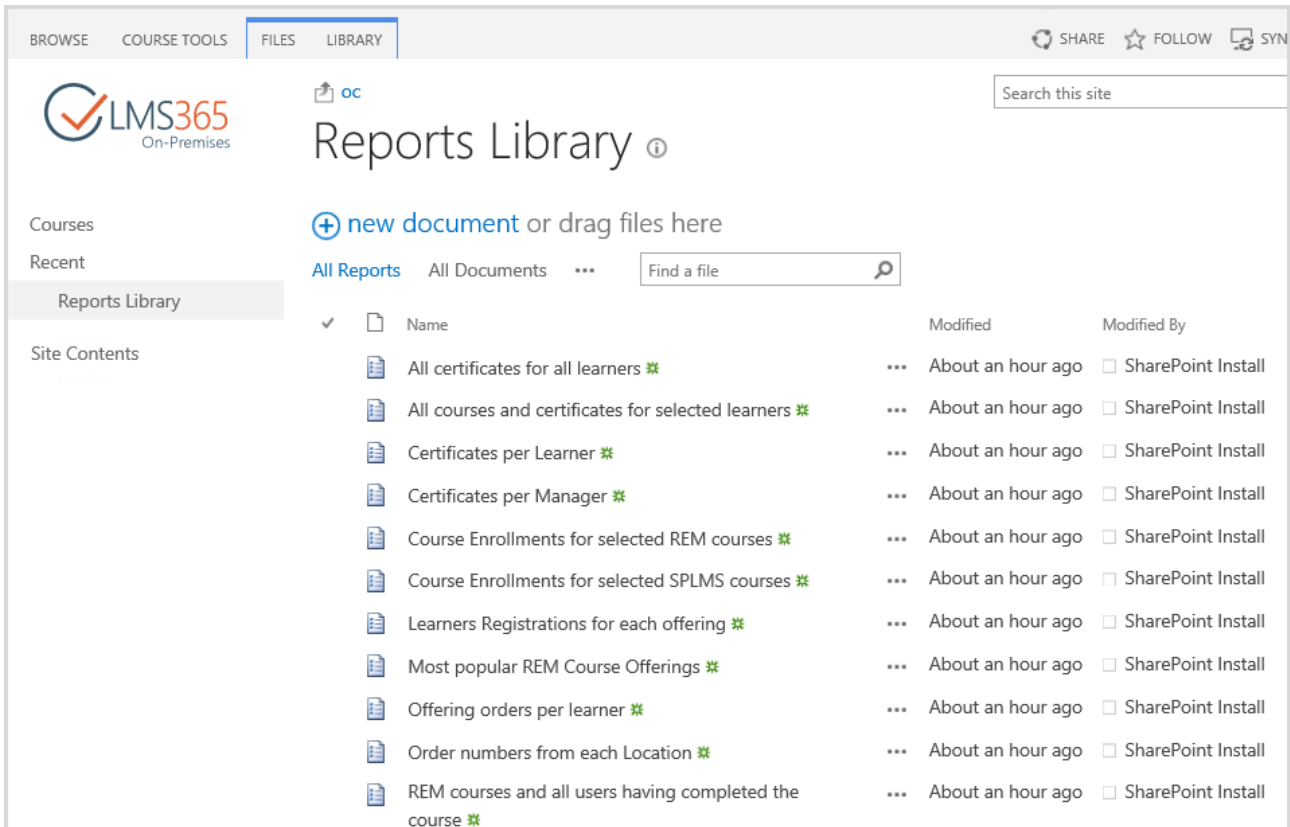 BROWSE COURSE TOOLS FILES LIBRARY SHARE FOLLOW
LMS365
On-Premises
oc
Search this site
Reports Library
Courses
new document or drag files here
Recent
All Reports All Documents ... Find a file
Reports Library
Name Modified Modified By
Site Contents
All certificates for all learners ... About an hour ago SharePoint Install
All courses and certificates for selected learners ... About an hour ago SharePoint Install
Certificates per Learner ... About an hour ago SharePoint Install
Certificates per Manager ... About an hour ago SharePoint Install
Course Enrollments for selected REM courses ... About an hour ago SharePoint Install
Course Enrollments for selected SPLMS courses ... About an hour ago SharePoint Install
Learners Registrations for each offering ... About an hour ago SharePoint Install
Most popular REM Course Offerings ... About an hour ago SharePoint Install
Offering orders per learner ... About an hour ago SharePoint Install
Order numbers from each Location ... About an hour ago SharePoint Install
REM courses and all users having completed the ... About an hour ago SharePoint Install
course